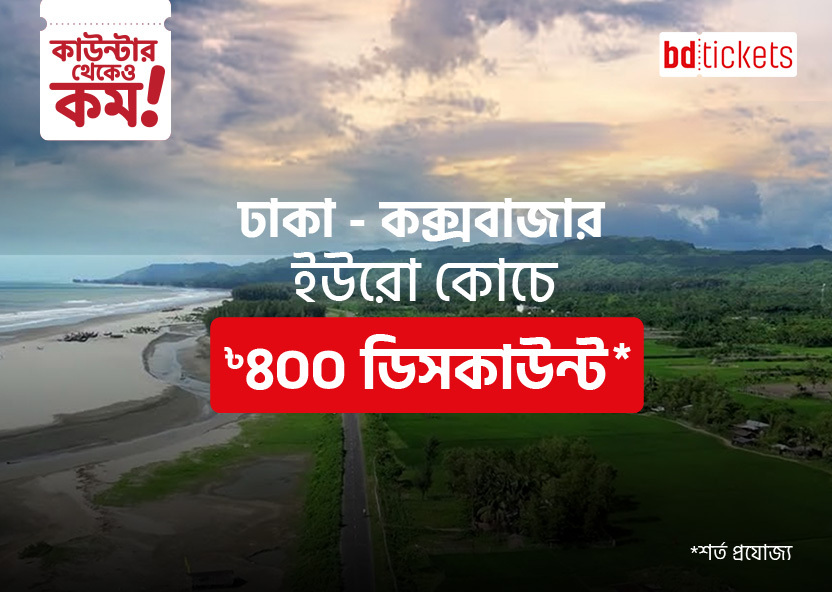 কাউন্টার
থেকেও
কম!
bdtickets
ঢাকা - কক্সবাজার
ইউরো কোচে
৳৪০০ ডিসকাউন্ট*
*শর্ত প্রযোজ্য